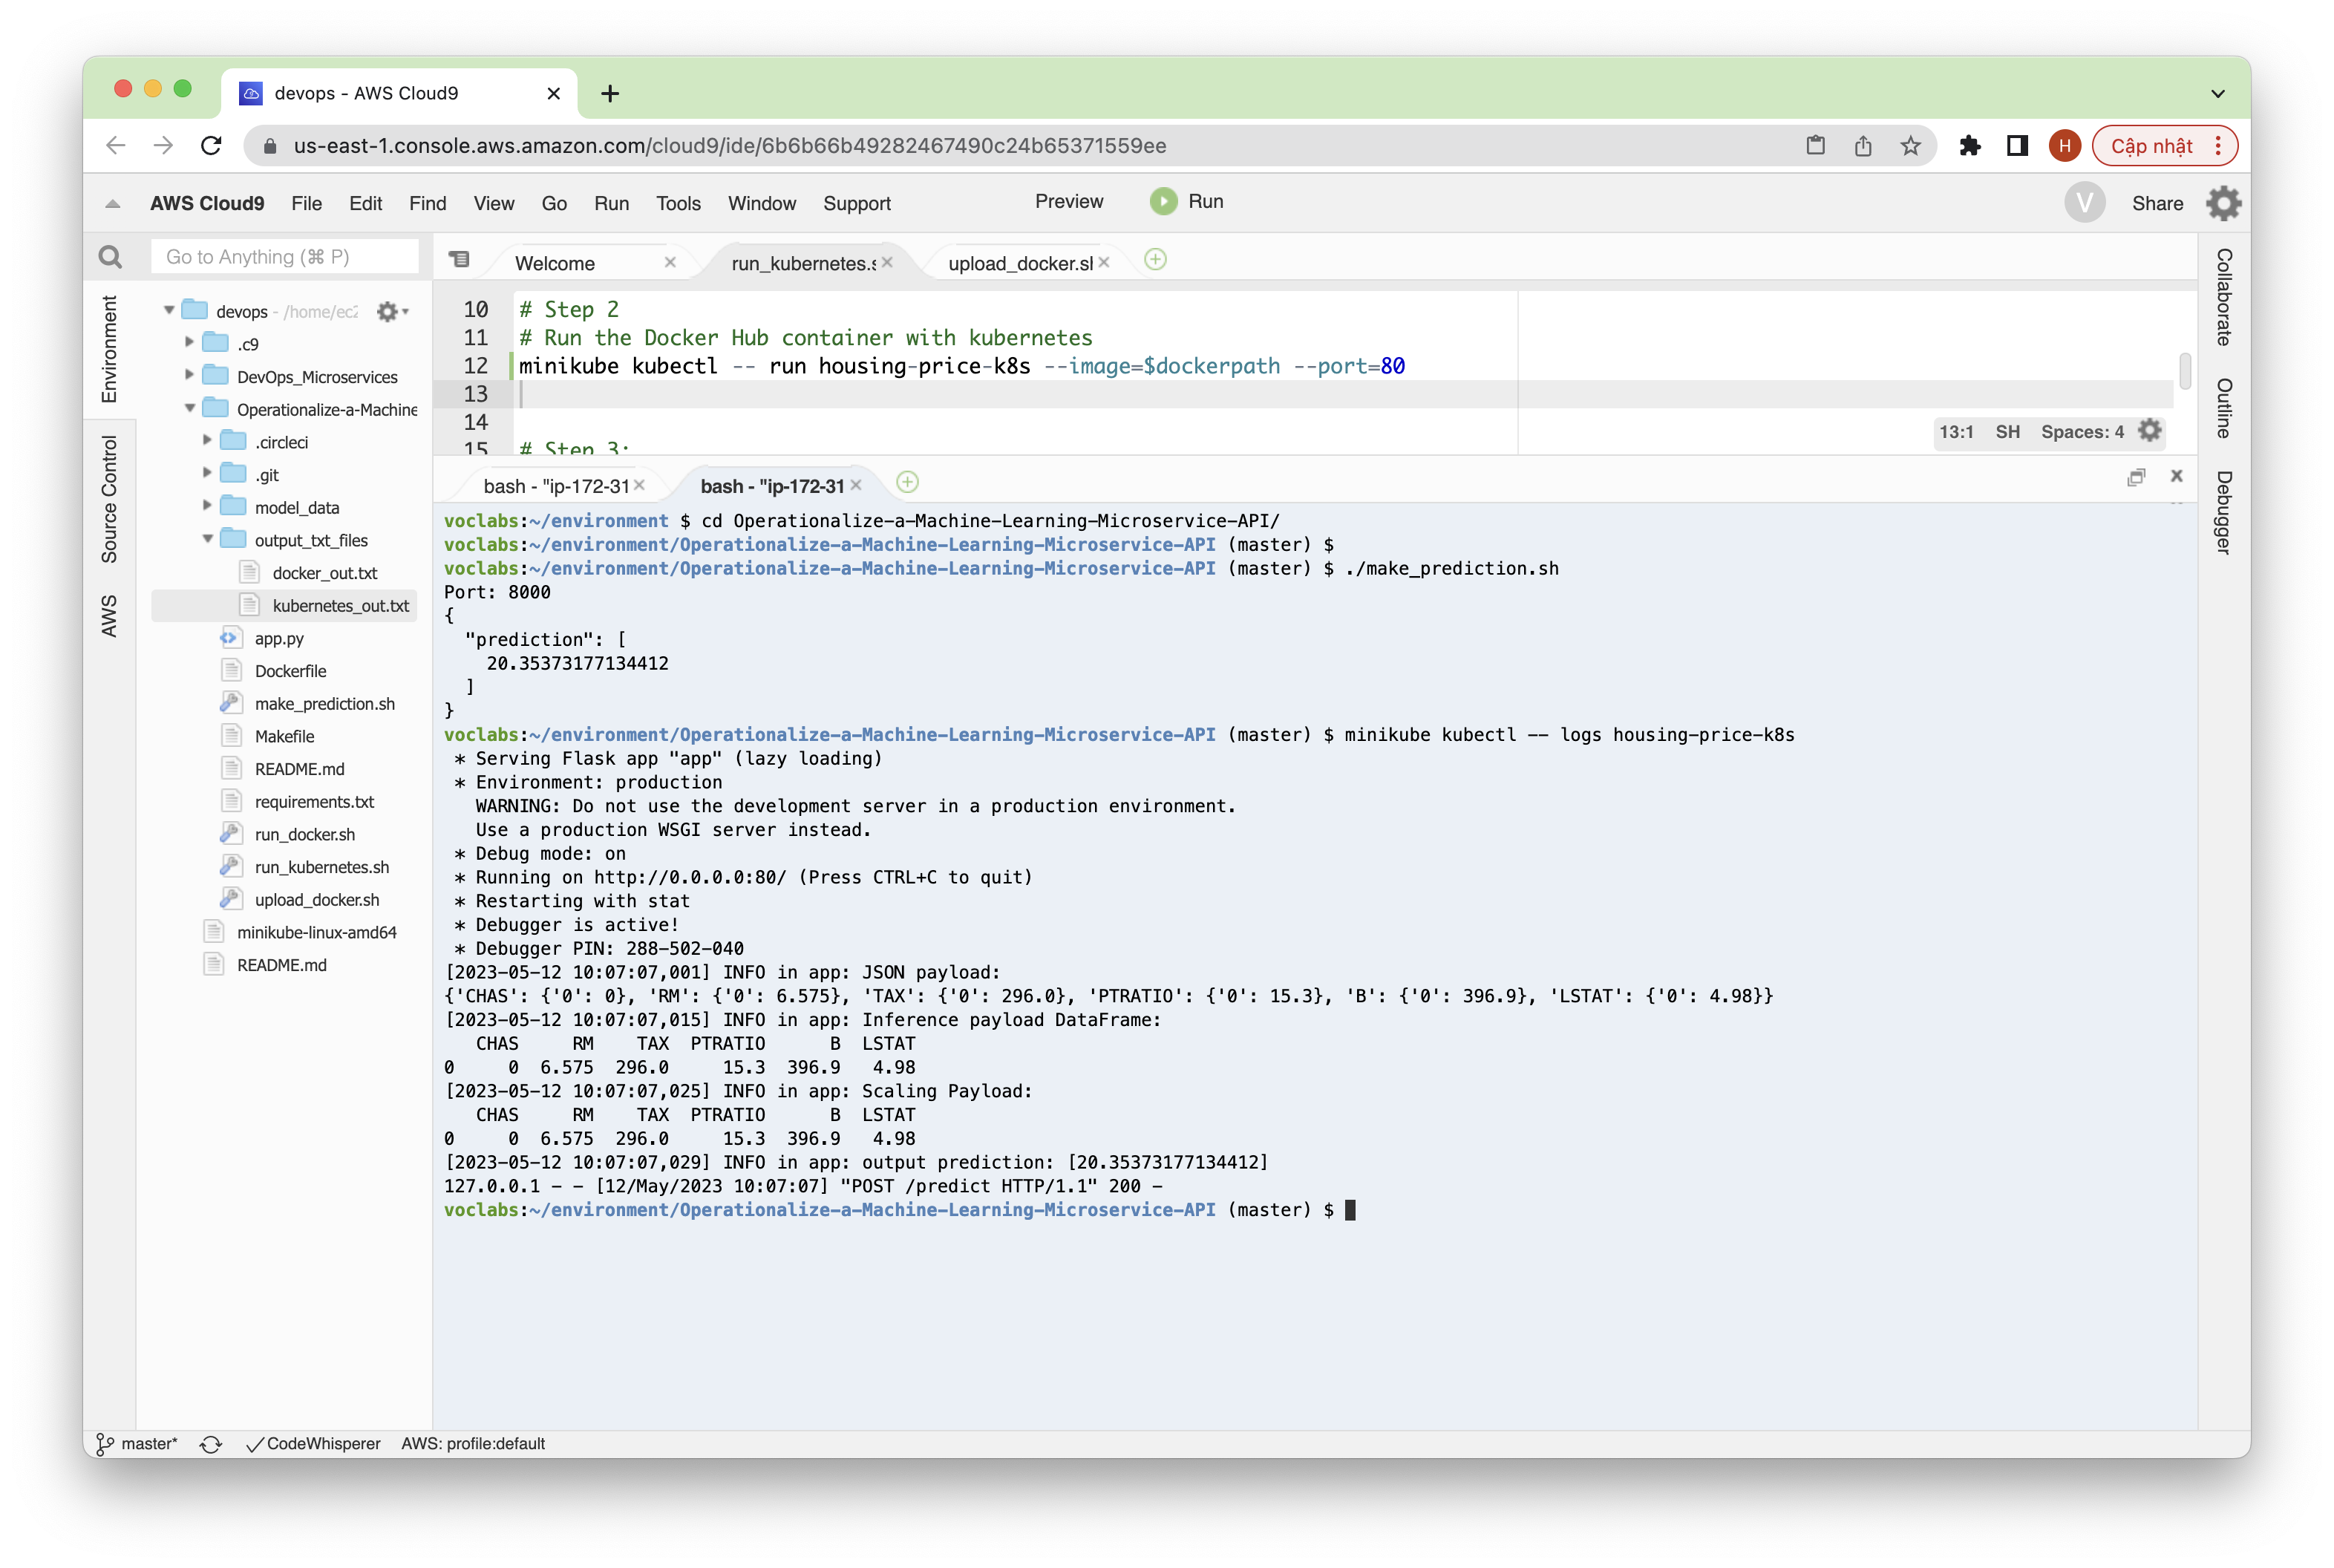 devops - AWS Cloud9
us-east-1.console.aws.amazon.com/cloud9/ide/6b6b66b49282467490c24b65371559ee
H
Cập nhật
AWS Cloud9 File Edit Find View Go Run Tools Window Support Preview Run V Share
Go to Anything (⌘ P)
Welcome run_kubernetes.s upload_docker.sl
Environment
Source Control
AWS
devops - /home/ec2
.c9
DevOps_Microservices
Operationalize-a-Machine
.circleci
.git
model_data
output_txt_files
docker_out.txt
kubernetes_out.txt
app.py
Dockerfile
make_prediction.sh
Makefile
README.md
requirements.txt
run_docker.sh
run_kubernetes.sh
upload_docker.sh
minikube-linux-amd64
README.md
10 # Step 2
11 # Run the Docker Hub container with kubernetes
12 minikube kubectl -- run housing-price-k8s --image=$dockerpath --port=80
13
14
15 # Step 3:
13:1 SH Spaces: 4
Collaborate
Outline
Debugger
bash - "ip-172-31 bash - "ip-172-31
voclabs:~/environment $ cd Operationalize-a-Machine-Learning-Microservice-API/
voclabs:~/environment/Operationalize-a-Machine-Learning-Microservice-API (master) $
voclabs:~/environment/Operationalize-a-Machine-Learning-Microservice-API (master) $ ./make_prediction.sh
Port: 8000
{
  "prediction": [
    20.35373177134412
  ]
}
voclabs:~/environment/Operationalize-a-Machine-Learning-Microservice-API (master) $ minikube kubectl -- logs housing-price-k8s
 * Serving Flask app "app" (lazy loading)
 * Environment: production
   WARNING: Do not use the development server in a production environment.
   Use a production WSGI server instead.
 * Debug mode: on
 * Running on http://0.0.0.0:80/ (Press CTRL+C to quit)
 * Restarting with stat
 * Debugger is active!
 * Debugger PIN: 288-502-040
[2023-05-12 10:07:07,001] INFO in app: JSON payload:
{'CHAS': {'0': 0}, 'RM': {'0': 6.575}, 'TAX': {'0': 296.0}, 'PTRATIO': {'0': 15.3}, 'B': {'0': 396.9}, 'LSTAT': {'0': 4.98}}
[2023-05-12 10:07:07,015] INFO in app: Inference payload DataFrame:
   CHAS     RM    TAX  PTRATIO      B  LSTAT
0     0  6.575  296.0     15.3  396.9   4.98
[2023-05-12 10:07:07,025] INFO in app: Scaling Payload:
   CHAS     RM    TAX  PTRATIO      B  LSTAT
0     0  6.575  296.0     15.3  396.9   4.98
[2023-05-12 10:07:07,029] INFO in app: output prediction: [20.35373177134412]
127.0.0.1 - - [12/May/2023 10:07:07] "POST /predict HTTP/1.1" 200 -
voclabs:~/environment/Operationalize-a-Machine-Learning-Microservice-API (master) $
master* CodeWhisperer AWS: profile:default